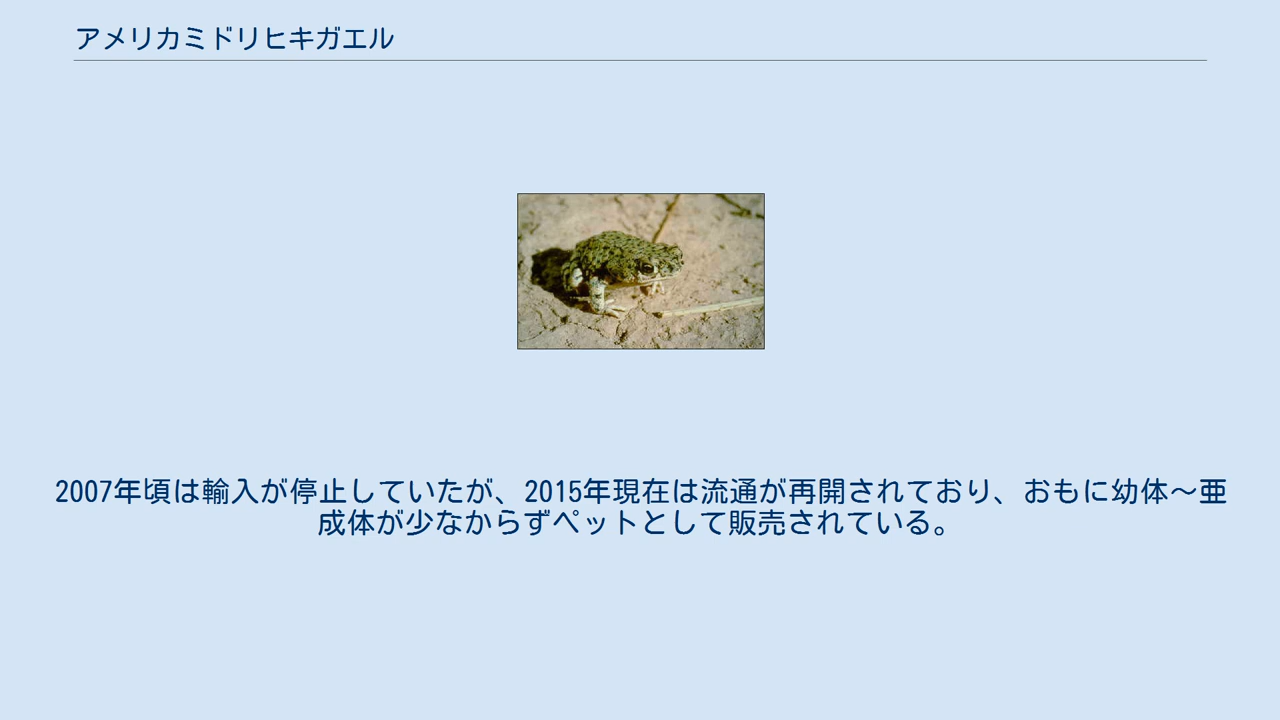 アメリカミドリヒキガエル
2007年頃は輸入が停止していたが、2015年現在は流通が再開されており、おもに幼体～亜
成体が少なからずペットとして販売されている。